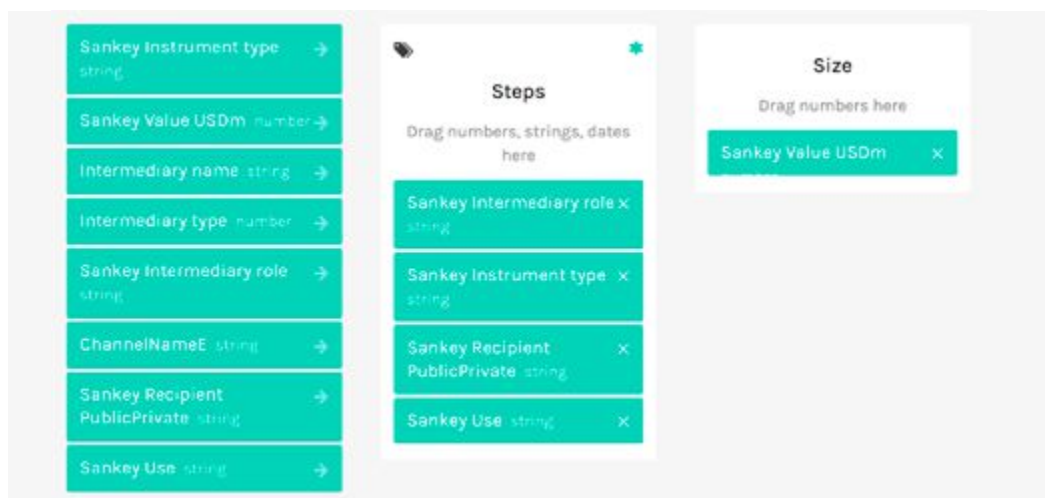 Sankey Instrument type
string
Sankey Value USDm number
Intermediary name string
Intermediary type number
Sankey Intermediary role
string
ChannelNameE string
Sankey Recipient
PublicPrivate string
Sankey Use string
Steps
Drag numbers, strings, dates
here
Sankey Intermediary role x
string
Sankey Instrument type x
string
Sankey Recipient x
PublicPrivate string
Sankey Use string x
Size
Drag numbers here
Sankey Value USDm x